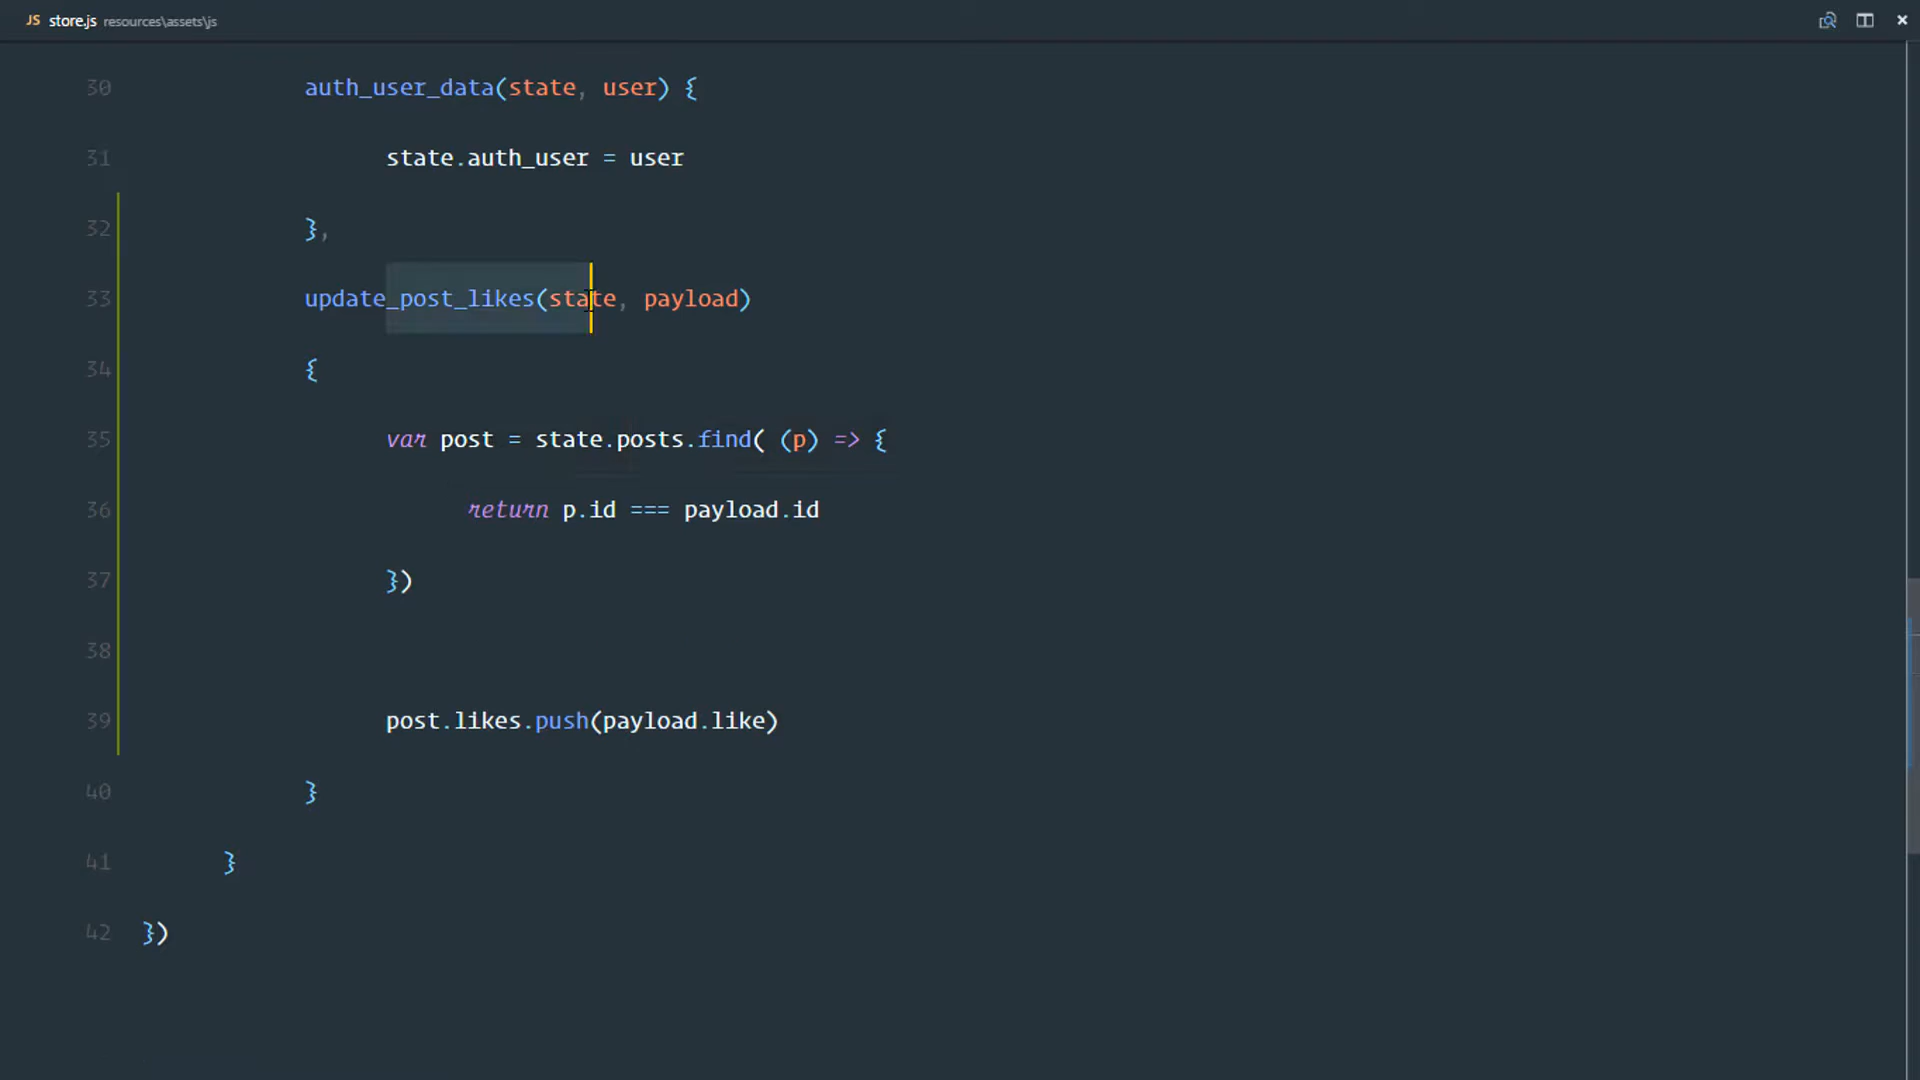 JS store.js resources\assets\js
30 auth_user_data(state, user) {
31 state.auth_user = user
32 },
33 update_post_likes(state, payload)
34 {
35 var post = state.posts.find( (p) => {
36 return p.id === payload.id
37 })
38
39 post.likes.push(payload.like)
40 }
41 }
42 })